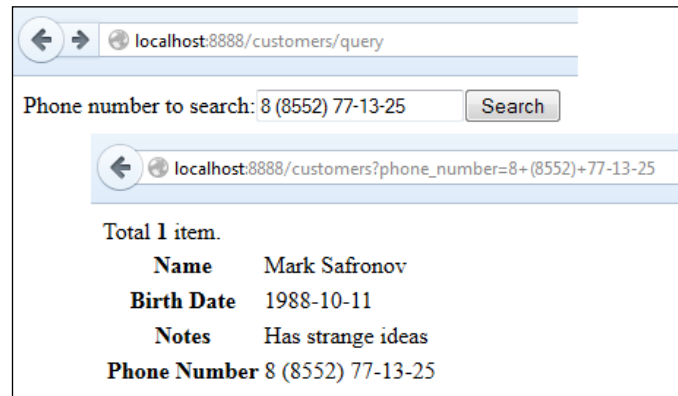 localhost:8888/customers/query
Phone number to search: 8 (8552) 77-13-25 Search
localhost:8888/customers?phone_number=8+(8552)+77-13-25
Total 1 item.
Name Mark Safronov
Birth Date 1988-10-11
Notes Has strange ideas
Phone Number 8 (8552) 77-13-25